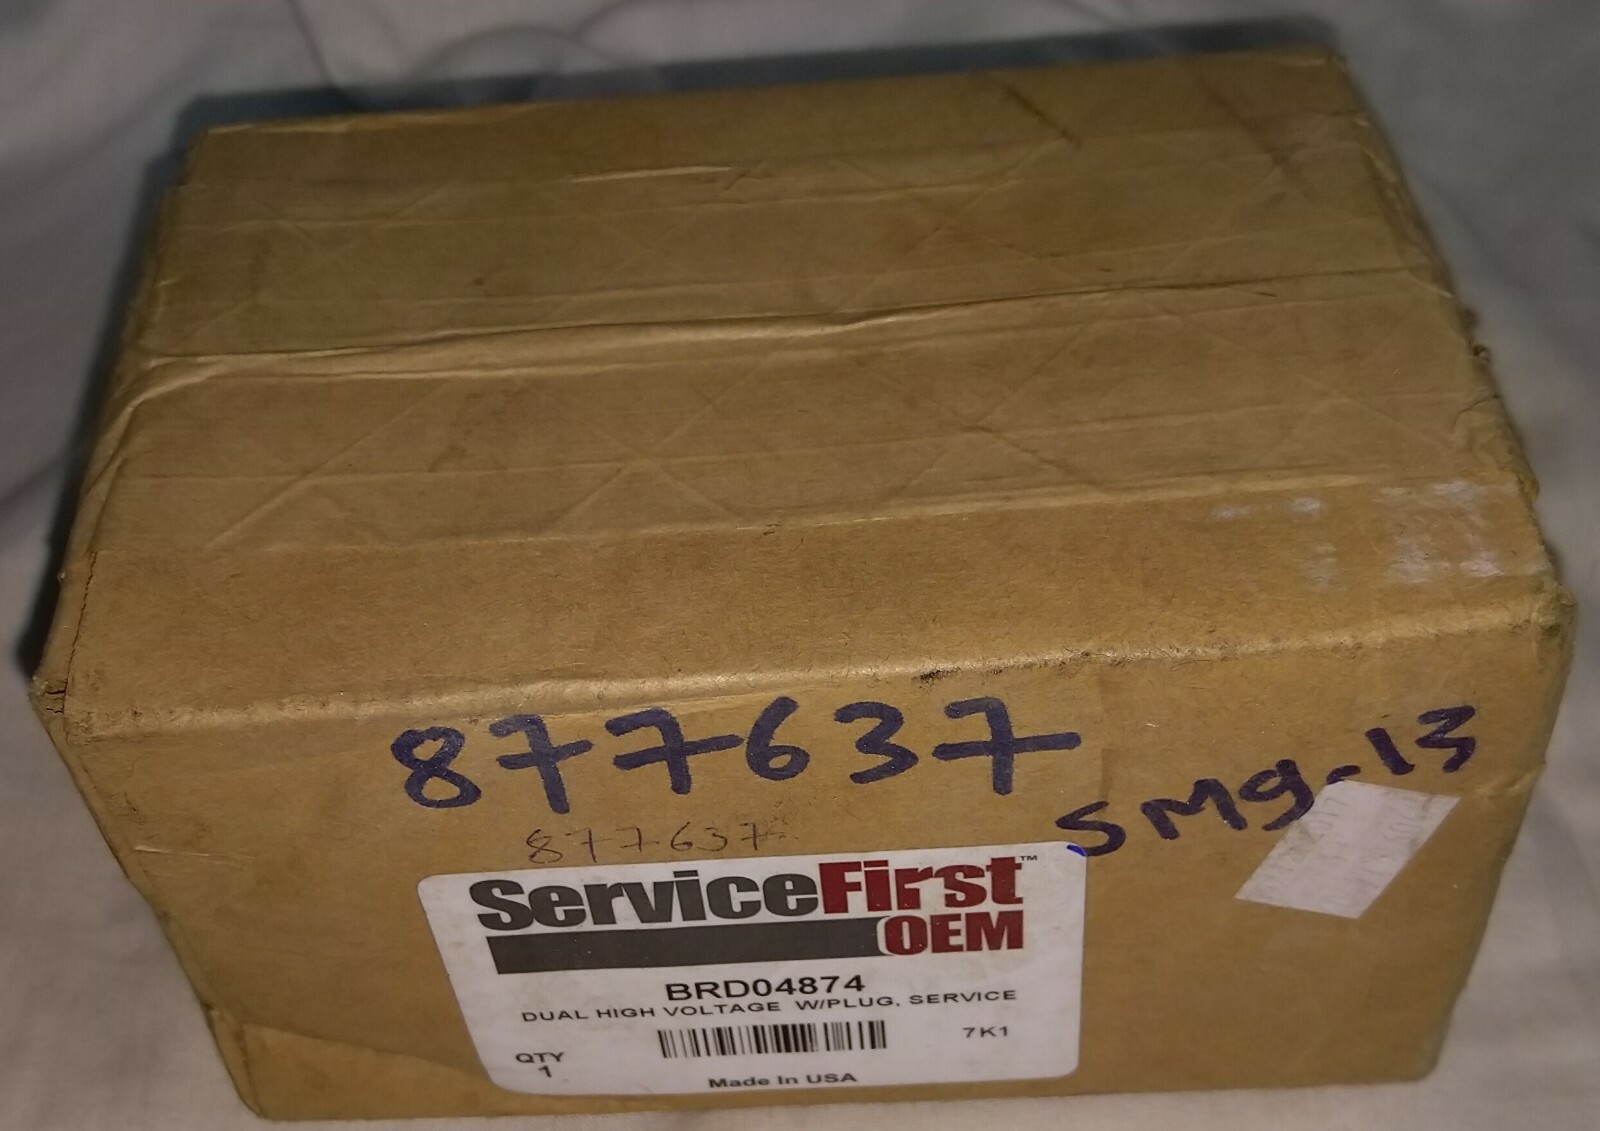 877637
SMg-13
877637
ServiceFirst™
OEM
BRD04874
DUAL HIGH VOLTAGE W/PLUG, SERVICE
7K1
QTY
1
Made In USA